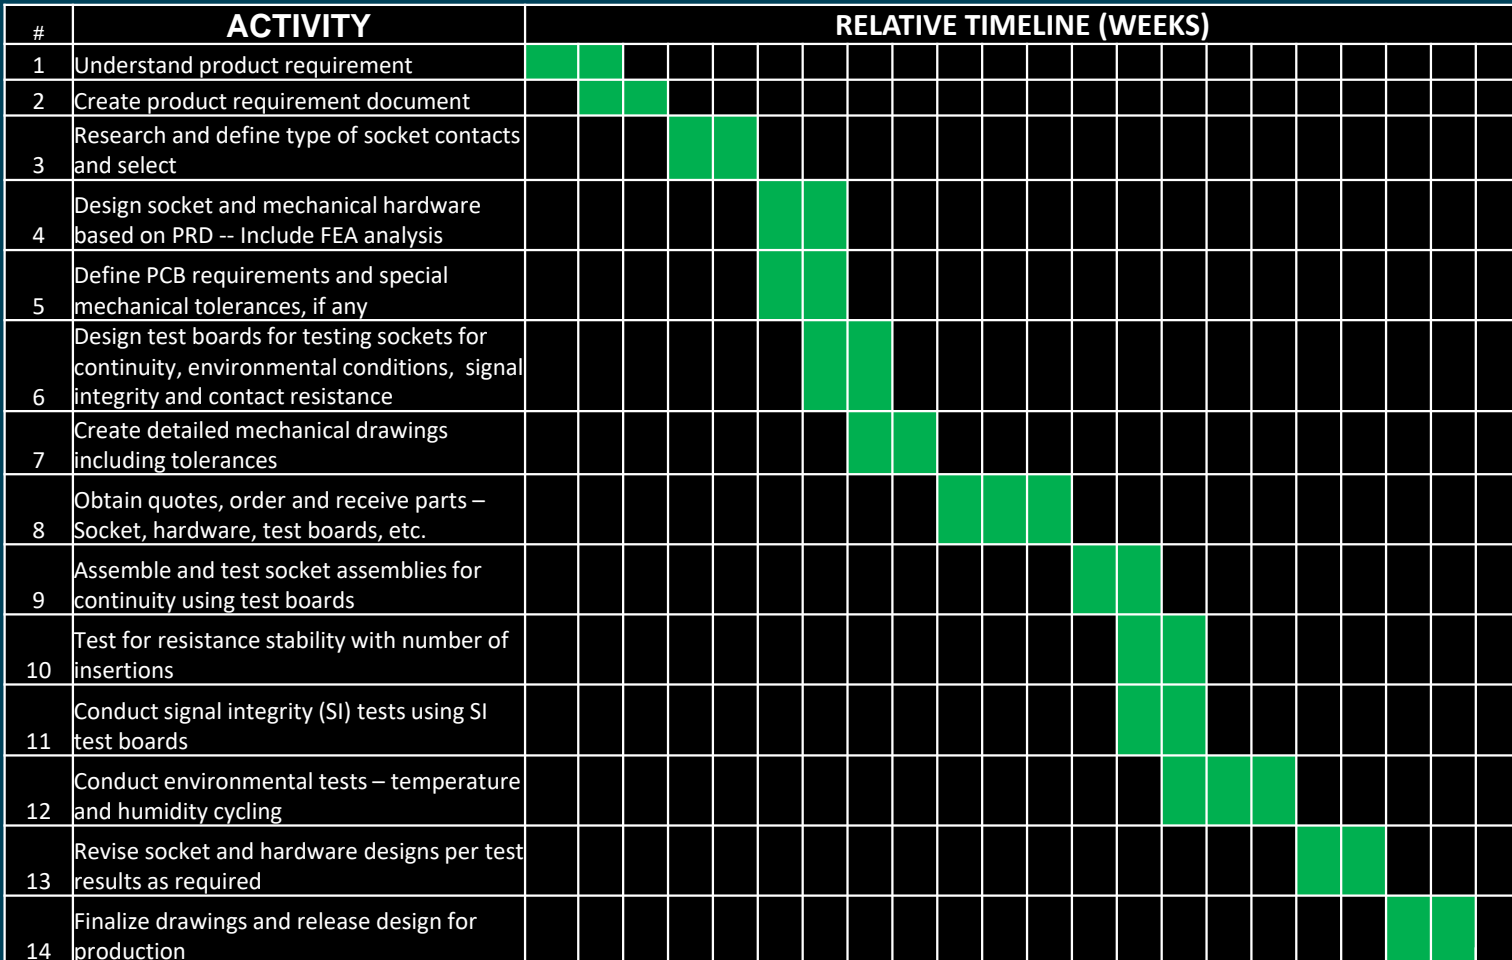 # ACTIVITY RELATIVE TIMELINE (WEEKS)
1 Understand product requirement
2 Create product requirement document
Research and define type of socket contacts
3 and select
Design socket and mechanical hardware
4 based on PRD -- Include FEA analysis
Define PCB requirements and special
5 mechanical tolerances, if any
Design test boards for testing sockets for
continuity, environmental conditions,  signal
6 integrity and contact resistance
Create detailed mechanical drawings
7 including tolerances
Obtain quotes, order and receive parts –
8 Socket, hardware, test boards, etc.
Assemble and test socket assemblies for
9 continuity using test boards
Test for resistance stability with number of
10 insertions
Conduct signal integrity (SI) tests using SI
11 test boards
Conduct environmental tests – temperature
12 and humidity cycling
Revise socket and hardware designs per test
13 results as required
Finalize drawings and release design for
14 production